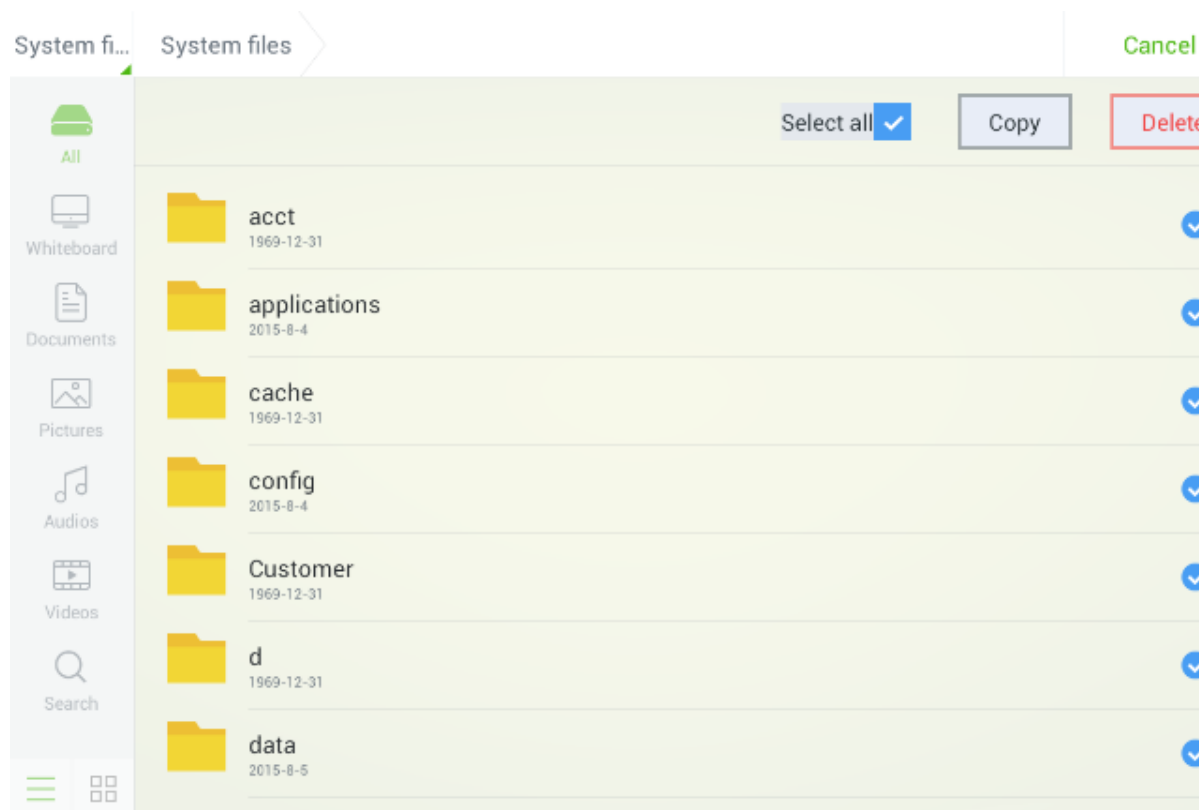 System fi...
System files
Cancel
Select all
Copy
Delete
All
Whiteboard
Documents
Pictures
Audios
Videos
Search
acct
1969-12-31
applications
2015-8-4
cache
1969-12-31
config
2015-8-4
Customer
1969-12-31
d
1969-12-31
data
2015-8-5